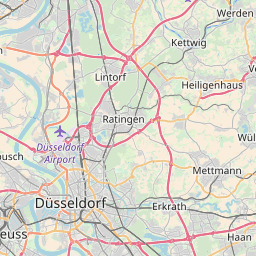 Werden
Kettwig
Lintorf
Heiligenhaus
Ratingen
Düsseldorf
Airport
Mettmann
Düsseldorf
Erkrath
Haan